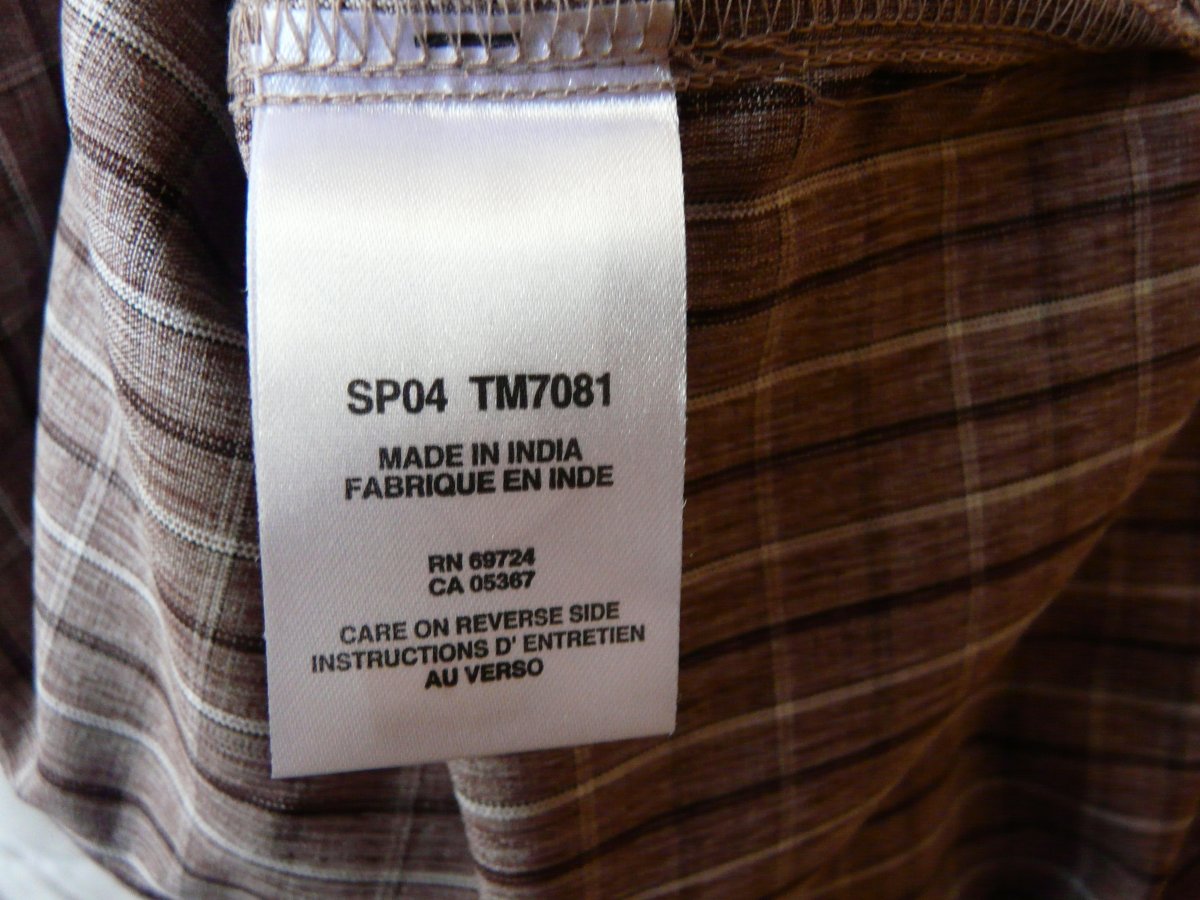 SP04 TM7081
MADE IN INDIA
FABRIQUE EN INDE
RN 69724
CA 05367
CARE ON REVERSE SIDE
INSTRUCTIONS D' ENTRETIEN
AU VERSO